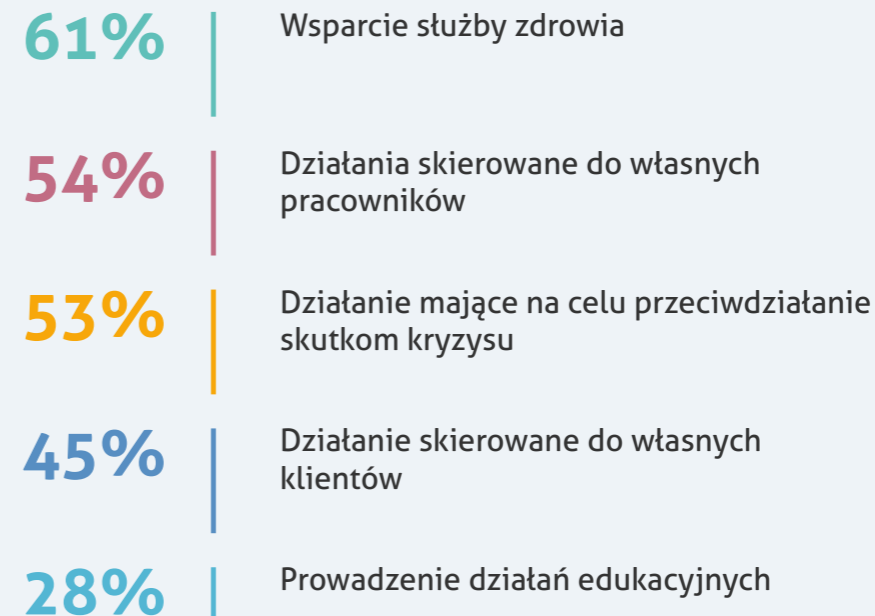 61%
Wsparcie służby zdrowia
54%
Działania skierowane do własnych
pracowników
53%
Działanie mające na celu przeciwdziałanie
skutkom kryzysu
45%
Działanie skierowane do własnych
klientów
28%
Prowadzenie działań edukacyjnych